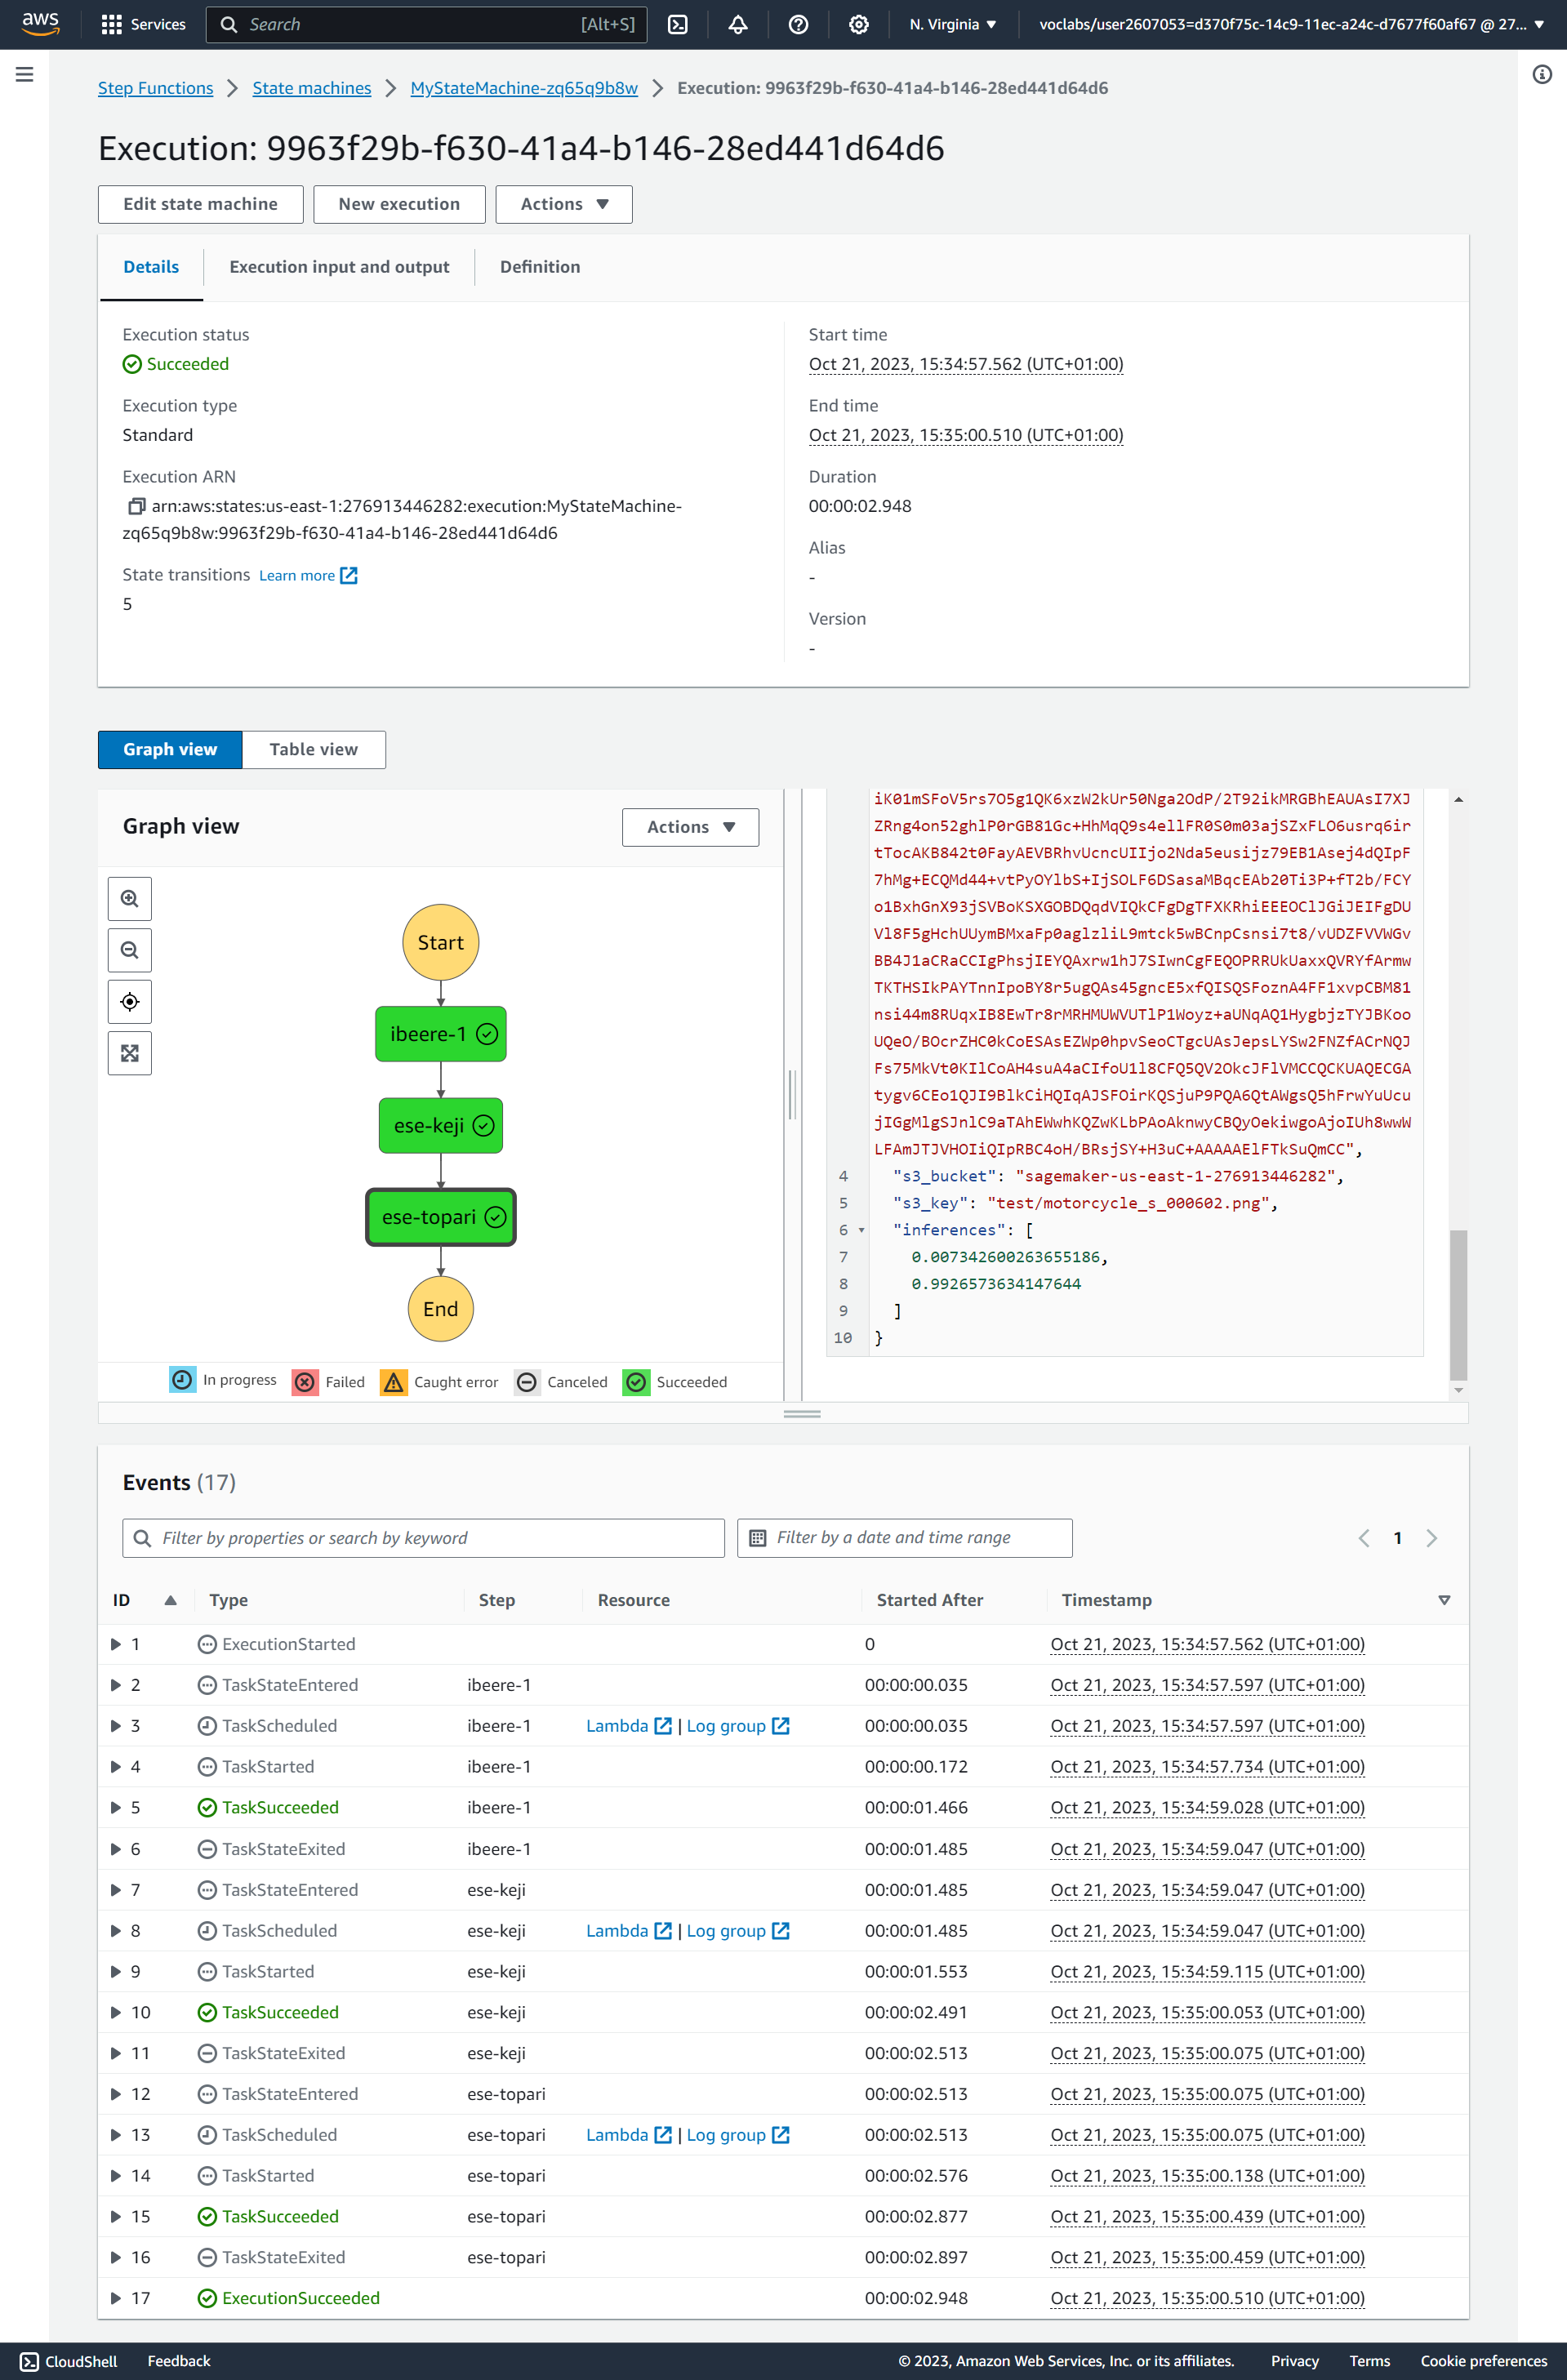 aws
Services
Search [Alt+S]
N. Virginia
voclabs/user2607053=d370f75c-14c9-11ec-a24c-d7677f60af67 @ 27...
Step Functions > State machines > MyStateMachine-zq65q9b8w > Execution: 9963f29b-f630-41a4-b146-28ed441d64d6
Execution: 9963f29b-f630-41a4-b146-28ed441d64d6
Edit state machine
New execution
Actions
Details
Execution input and output
Definition
Execution status
Succeeded
Execution type
Standard
Execution ARN
arn:aws:states:us-east-1:276913446282:execution:MyStateMachine-
zq65q9b8w:9963f29b-f630-41a4-b146-28ed441d64d6
State transitions Learn more
5
Start time
Oct 21, 2023, 15:34:57.562 (UTC+01:00)
End time
Oct 21, 2023, 15:35:00.510 (UTC+01:00)
Duration
00:00:02.948
Alias
-
Version
-
Graph view
Table view
Graph view
Actions
Start
ibeere-1
ese-keji
ese-topari
End
In progress
Failed
Caught error
Canceled
Succeeded
iK01mSFoV5rs7O5g1QK6xzW2kUr50Nga2OdP/2T92ikMRGBhEAUAsI7XJ
ZRng4on52ghlP0rGB81Gc+HhMqQ9s4ellFR0S0m03ajSZxFLO6usrq6ir
tTocAKB842t0FayAEVBRhvUcncUIIjo2Nda5eusijz79EB1Asej4dQIpF
7hMg+ECQMd44+vtPyOYlbS+IjSOLF6DSasaMBqcEAb20Ti3P+fT2b/FCY
o1BxhGnX93jSVBoKSXGOBDQqdVIQkCFgDgTFXKRhiEEEOClJGiJEIFgDU
Vl8F5gHchUUymBMxaFp0aglzliL9mtck5wBCnpCsnsi7t8/vUDZFVVWGv
BB4J1aCRaCCIgPhsjIEYQAxrw1hJ7SIwnCgFEQOPRRUkUaxxQVRYfArmw
TKTHSIkPAYTnnIpoBY8r5ugQAs45gncE5xfQISQSFoznA4FF1xvpCBM81
nsi44m8RUqxIB8EwTr8rMRHMUWVUTlP1Woyz+aUNqAQ1HygbjzTYJBKoo
UQeO/BOcrZHC0kCoESAsEZWp0hpvSeoCTgcUAsJepsLYSw2FNZfACrNQJ
Fs75MkVt0KIlCoAH4suA4aCIfoU1l8CFQ5QV2OkcJFlVMCCQCKUAQECGA
tygv6CEo1QJI9BlkCiHQIqAJSFOirKQSjuP9PQA6QtAWgsQ5hFrwYuUcu
jIGgMlgSJnlC9aTAhEWwhKQZwKLbPAoAknwyCBQyOekiwgoAjoIUh8wwW
LFAmJTJVHOIiQIpRBC4oH/BRsjSY+H3uC+AAAAAElFTkSuQmCC",
4 "s3_bucket": "sagemaker-us-east-1-276913446282",
5 "s3_key": "test/motorcycle_s_000602.png",
6 "inferences": [
7 0.007342600263655186,
8 0.9926573634147644
9 ]
10 }
Events (17)
Filter by properties or search by keyword
Filter by a date and time range
1
ID Type Step Resource Started After Timestamp
1 ExecutionStarted 0 Oct 21, 2023, 15:34:57.562 (UTC+01:00)
2 TaskStateEntered ibeere-1 00:00:00.035 Oct 21, 2023, 15:34:57.597 (UTC+01:00)
3 TaskScheduled ibeere-1 Lambda | Log group 00:00:00.035 Oct 21, 2023, 15:34:57.597 (UTC+01:00)
4 TaskStarted ibeere-1 00:00:00.172 Oct 21, 2023, 15:34:57.734 (UTC+01:00)
5 TaskSucceeded ibeere-1 00:00:01.466 Oct 21, 2023, 15:34:59.028 (UTC+01:00)
6 TaskStateExited ibeere-1 00:00:01.485 Oct 21, 2023, 15:34:59.047 (UTC+01:00)
7 TaskStateEntered ese-keji 00:00:01.485 Oct 21, 2023, 15:34:59.047 (UTC+01:00)
8 TaskScheduled ese-keji Lambda | Log group 00:00:01.485 Oct 21, 2023, 15:34:59.047 (UTC+01:00)
9 TaskStarted ese-keji 00:00:01.553 Oct 21, 2023, 15:34:59.115 (UTC+01:00)
10 TaskSucceeded ese-keji 00:00:02.491 Oct 21, 2023, 15:35:00.053 (UTC+01:00)
11 TaskStateExited ese-keji 00:00:02.513 Oct 21, 2023, 15:35:00.075 (UTC+01:00)
12 TaskStateEntered ese-topari 00:00:02.513 Oct 21, 2023, 15:35:00.075 (UTC+01:00)
13 TaskScheduled ese-topari Lambda | Log group 00:00:02.513 Oct 21, 2023, 15:35:00.075 (UTC+01:00)
14 TaskStarted ese-topari 00:00:02.576 Oct 21, 2023, 15:35:00.138 (UTC+01:00)
15 TaskSucceeded ese-topari 00:00:02.877 Oct 21, 2023, 15:35:00.439 (UTC+01:00)
16 TaskStateExited ese-topari 00:00:02.897 Oct 21, 2023, 15:35:00.459 (UTC+01:00)
17 ExecutionSucceeded 00:00:02.948 Oct 21, 2023, 15:35:00.510 (UTC+01:00)
CloudShell Feedback © 2023, Amazon Web Services, Inc. or its affiliates. Privacy Terms Cookie preferences